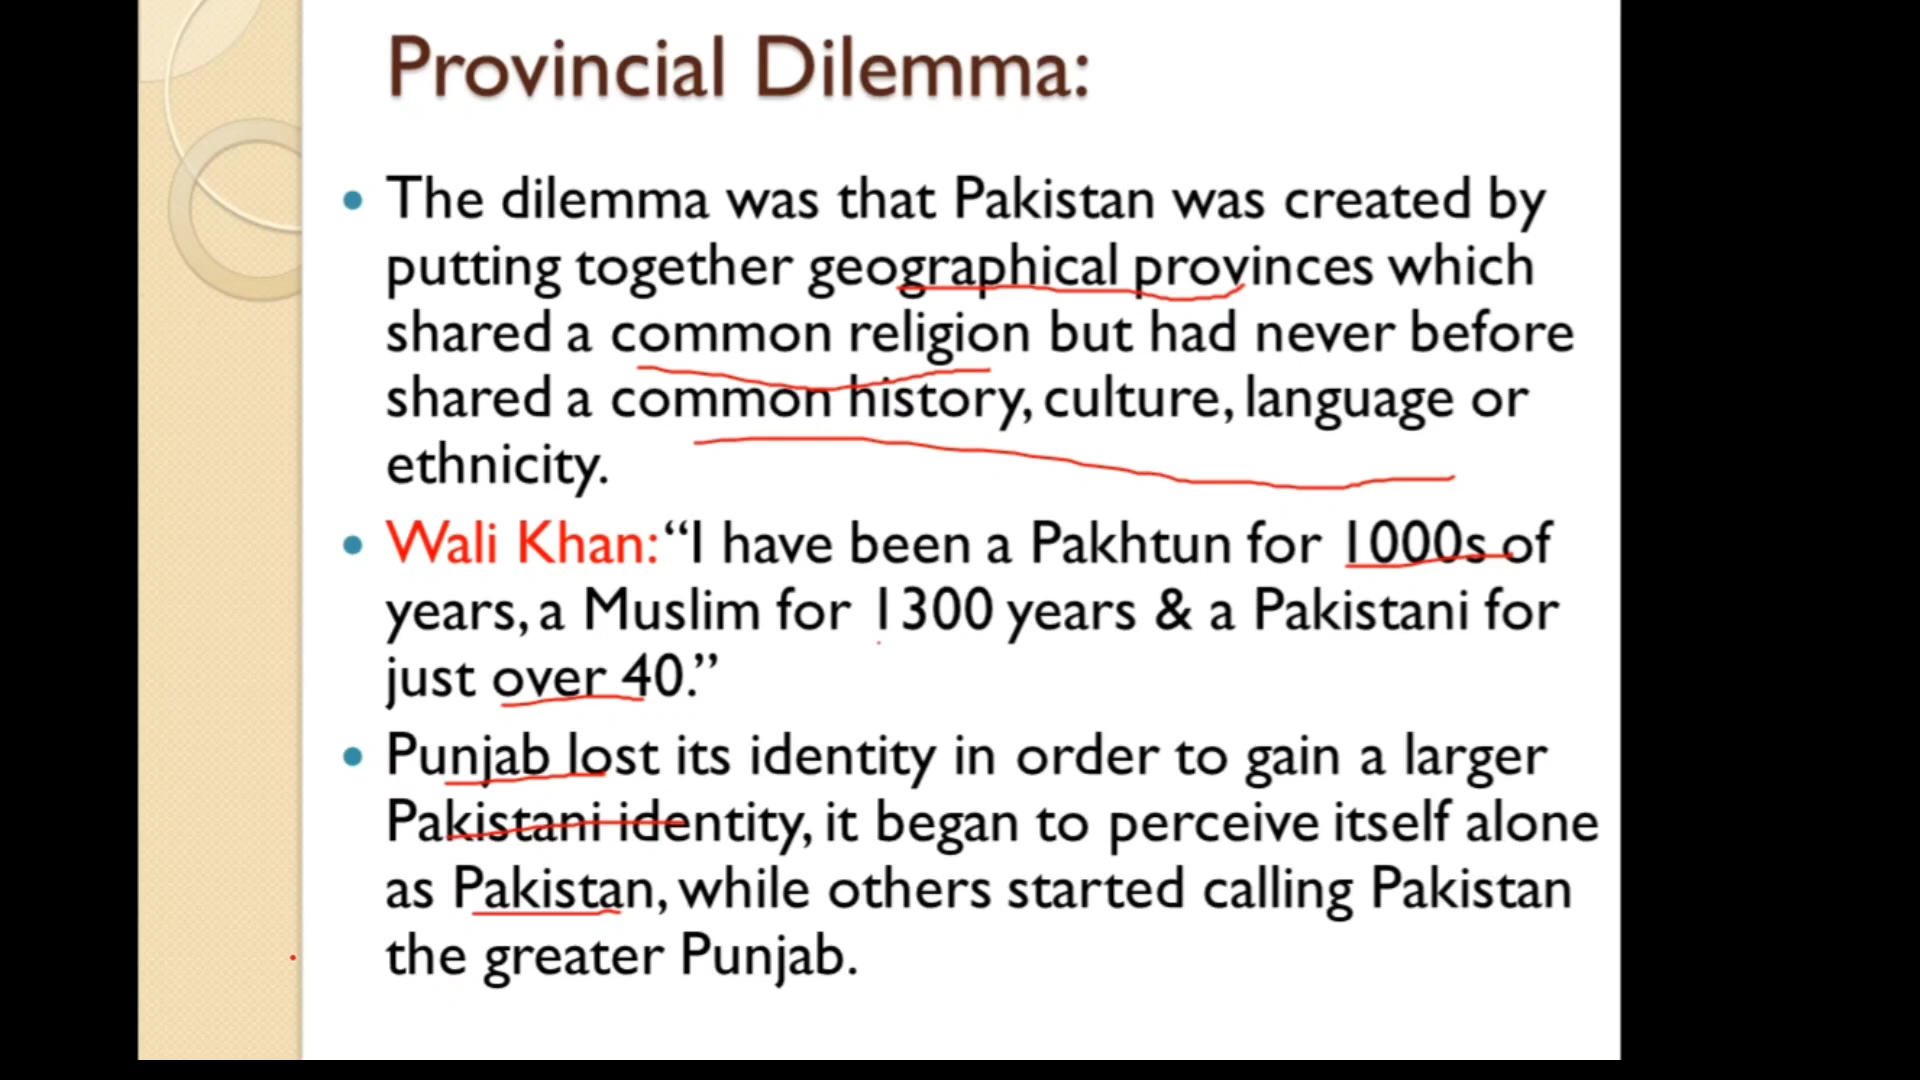 Provincial Dilemma:
The dilemma was that Pakistan was created by
putting together geographical provinces which
shared a common religion but had never before
shared a common history, culture, language or
ethnicity.
Wali Khan: “I have been a Pakhtun for 1000s of
years, a Muslim for 1300 years & a Pakistani for
just over 40.”
Punjab lost its identity in order to gain a larger
Pakistani identity, it began to perceive itself alone
as Pakistan, while others started calling Pakistan
the greater Punjab.